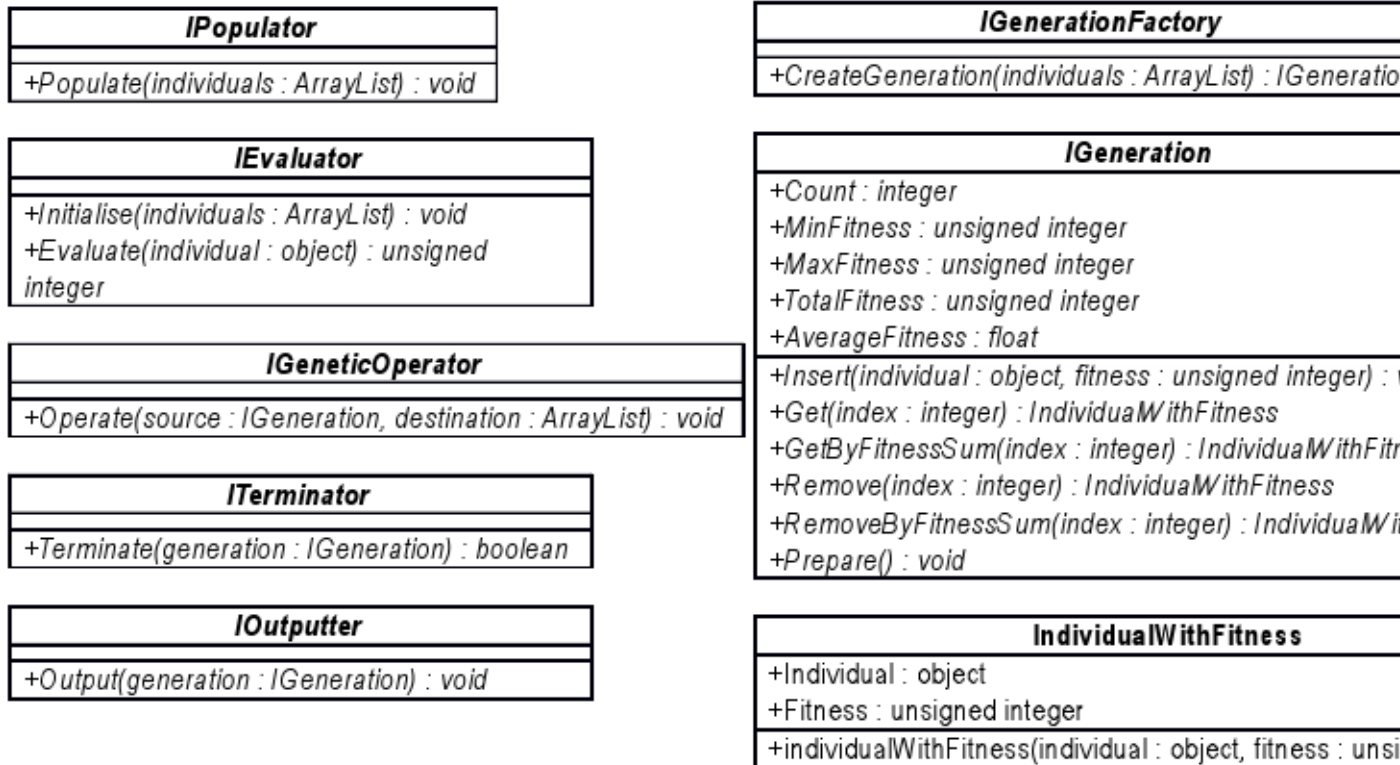 IPopulator
+Populate(individuals : ArrayList) : void
IEvaluator
+Initialise(individuals : ArrayList) : void
+Evaluate(individual : object) : unsigned
integer
IGeneticOperator
+Operate(source : IGeneration, destination : ArrayList) : void
ITerminator
+Terminate(generation : IGeneration) : boolean
IOutputter
+Output(generation : IGeneration) : void
IGenerationFactory
+CreateGeneration(individuals : ArrayList) : IGeneratio
IGeneration
+Count : integer
+MinFitness : unsigned integer
+MaxFitness : unsigned integer
+TotalFitness : unsigned integer
+AverageFitness : float
+Insert(individual : object, fitness : unsigned integer) :
+Get(index : integer) : IndividualWithFitness
+GetByFitnessSum(index : integer) : IndividualWithFit
+Remove(index : integer) : IndividualWithFitness
+RemoveByFitnessSum(index : integer) : IndividualWi
+Prepare() : void
IndividualWithFitness
+Individual : object
+Fitness : unsigned integer
+individualWithFitness(individual : object, fitness : unsi